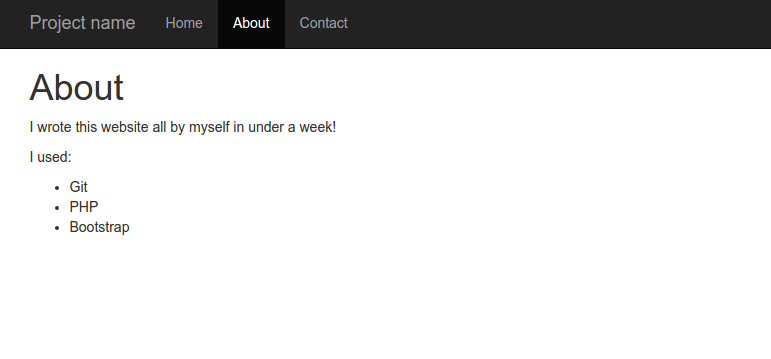 Project name Home About Contact
About
I wrote this website all by myself in under a week!
I used:
Git
PHP
Bootstrap